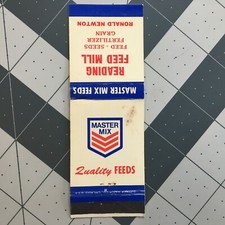 READING
FEED MILL
FEED - SEEDS
FERTILIZER
GRAIN
RONALD NEWTON
MASTER MIX FEEDS
MASTER
MIX
Quality FEEDS